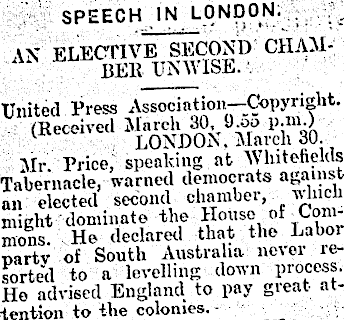 SPEECH IN LONDON.
AN ELECTIVE SECOND CHAM-
BER UNWISE.
United Press Association—Copyright.
(Received March 30, 9.55 p.m.)
LONDON, March 30.
Mr. Price, speaking at Whitefields
Tabernacle, warned democrats against
an elected second chamber, which
might dominate the House of Com-
mons. He declared that the Labor
party of South Australia never re-
sorted to a levelling down process.
He advised England to pay great at-
tention to the colonies.